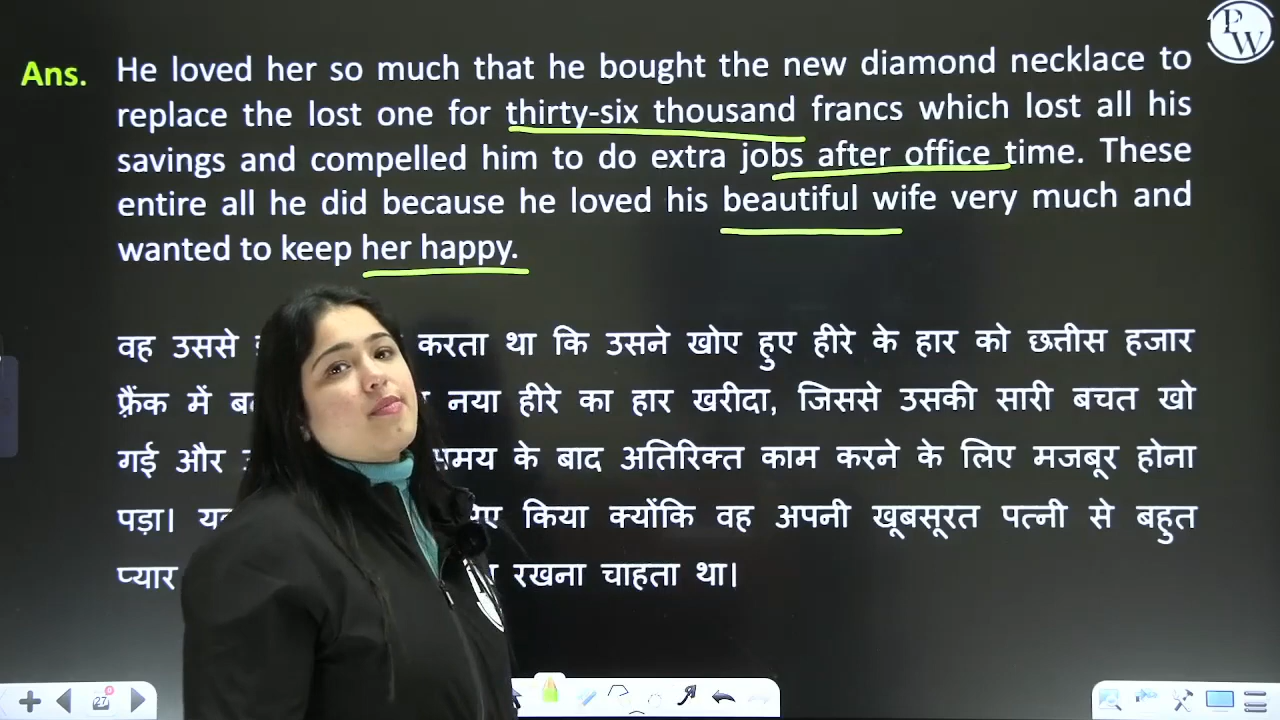 PW
Ans. He loved her so much that he bought the new diamond necklace to
replace the lost one for thirty-six thousand francs which lost all his
savings and compelled him to do extra jobs after office time. These
entire all he did because he loved his beautiful wife very much and
wanted to keep her happy.
वह उससे करता था कि उसने खोए हुए हीरे के हार को छत्तीस हजार
फ़्रैंक में नया हीरे का हार खरीदा, जिससे उसकी सारी बचत खो
गई और समय के बाद अतिरिक्त काम करने के लिए मजबूर होना
पड़ा। किया क्योंकि वह अपनी खूबसूरत पत्नी से बहुत
प्यार रखना चाहता था।
27